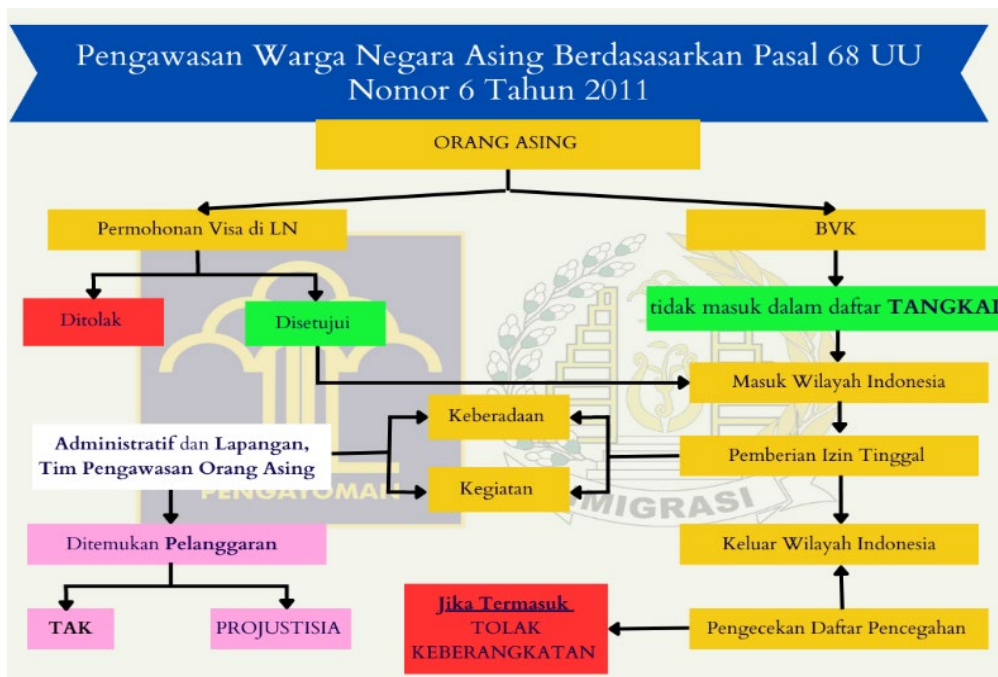 Pengawasan Warga Negara Asing Berdasasarkan Pasal 68 UU
Nomor 6 Tahun 2011
ORANG ASING
Permohonan Visa di LN
BVK
Ditolak
Disetujui
tidak masuk dalam daftar TANGKAL
Masuk Wilayah Indonesia
Keberadaan
Administratif dan Lapangan,
Tim Pengawasan Orang Asing
Pemberian Izin Tinggal
Kegiatan
PENGAYOMAN
IMIGRASI
Ditemukan Pelanggaran
Keluar Wilayah Indonesia
TAK
PROJUSTISIA
Jika Termasuk
TOLAK
KEBERANGKATAN
Pengecekan Daftar Pencegahan